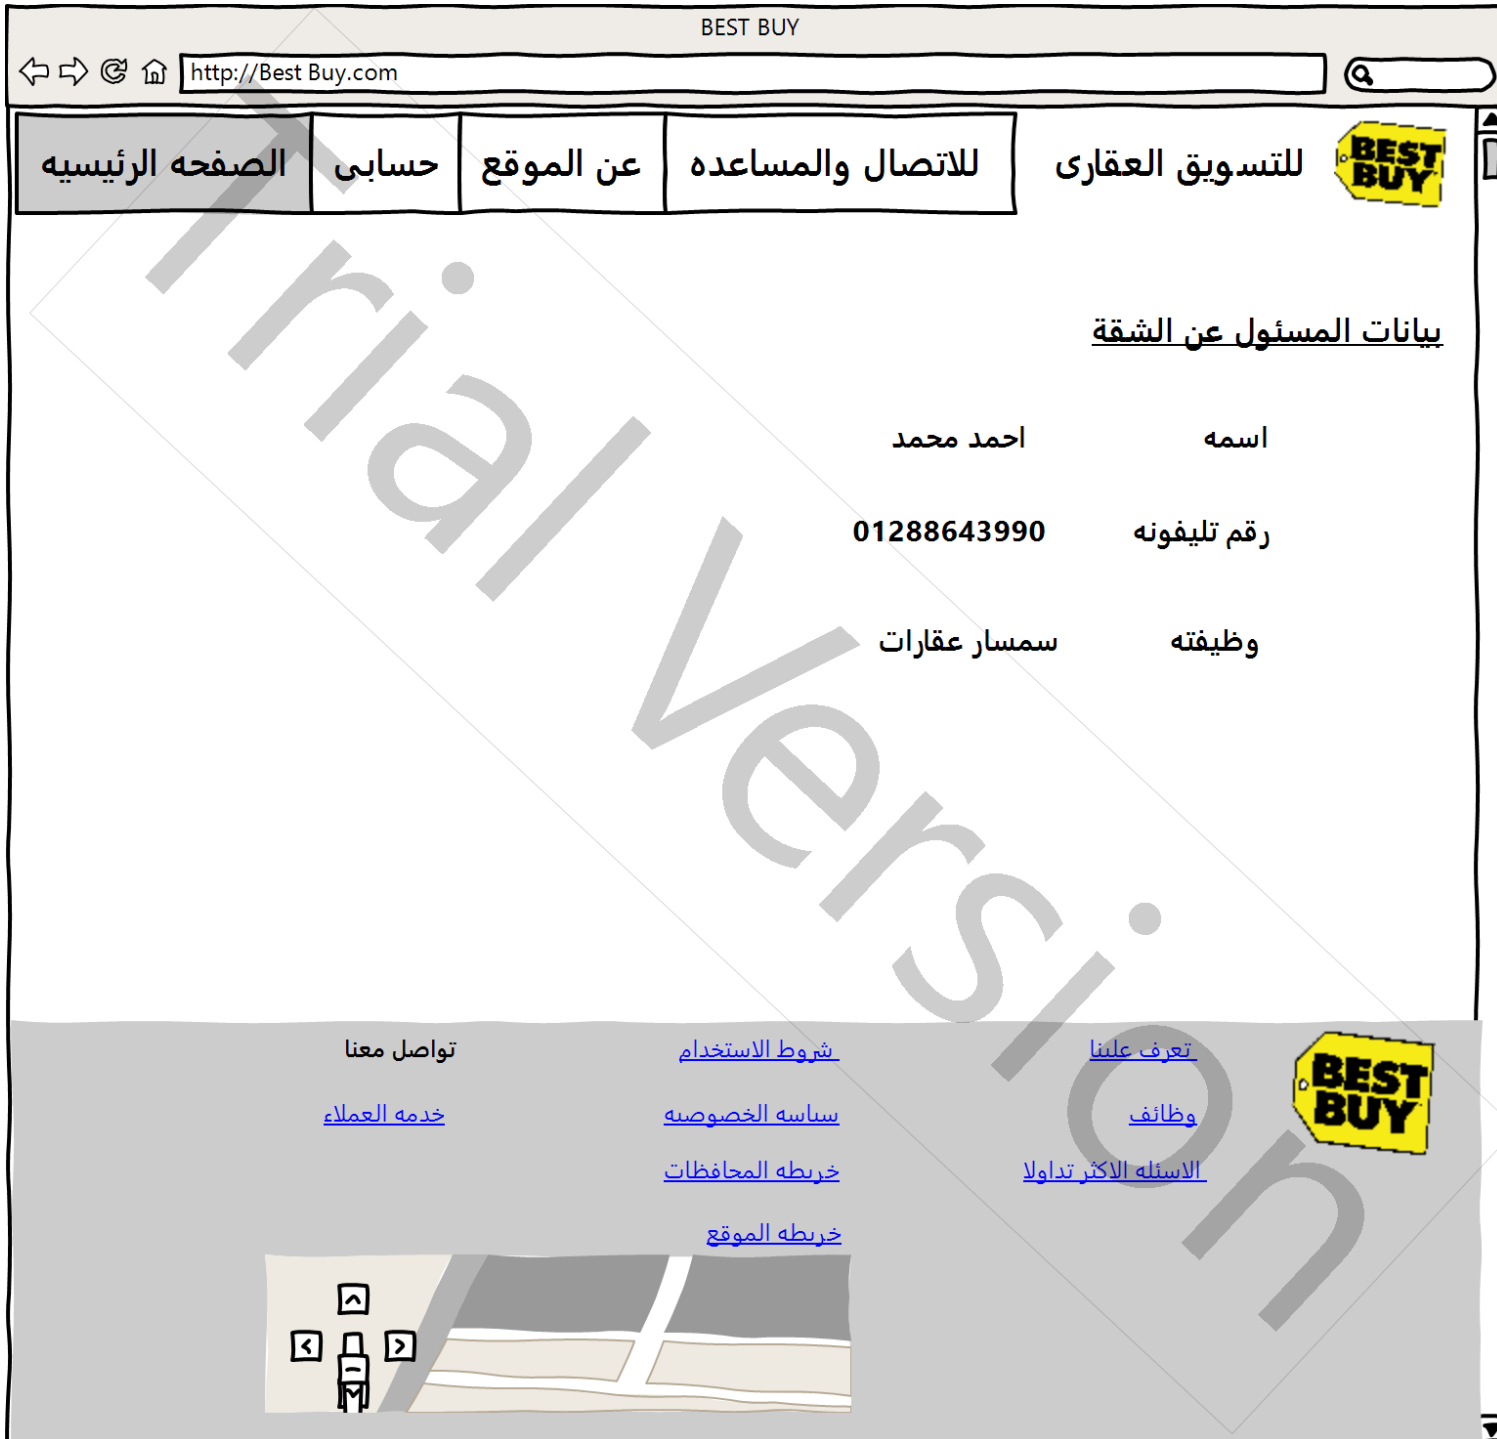 BEST BUY
http://Best Buy.com
BEST BUY
للتسويق العقارى
للاتصال والمساعده
عن الموقع
حسابى
الصفحه الرئيسيه
بيانات المسئول عن الشقة
اسمه احمد محمد
رقم تليفونه 01288643990
وظيفته سمسار عقارات
BEST BUY
تعرف علينا
وظائف
الاسئله الاكثر تداولا
شروط الاستخدام
سياسه الخصوصيه
خريطه المحافظات
خريطه الموقع
تواصل معنا
خدمه العملاء
Trial Version